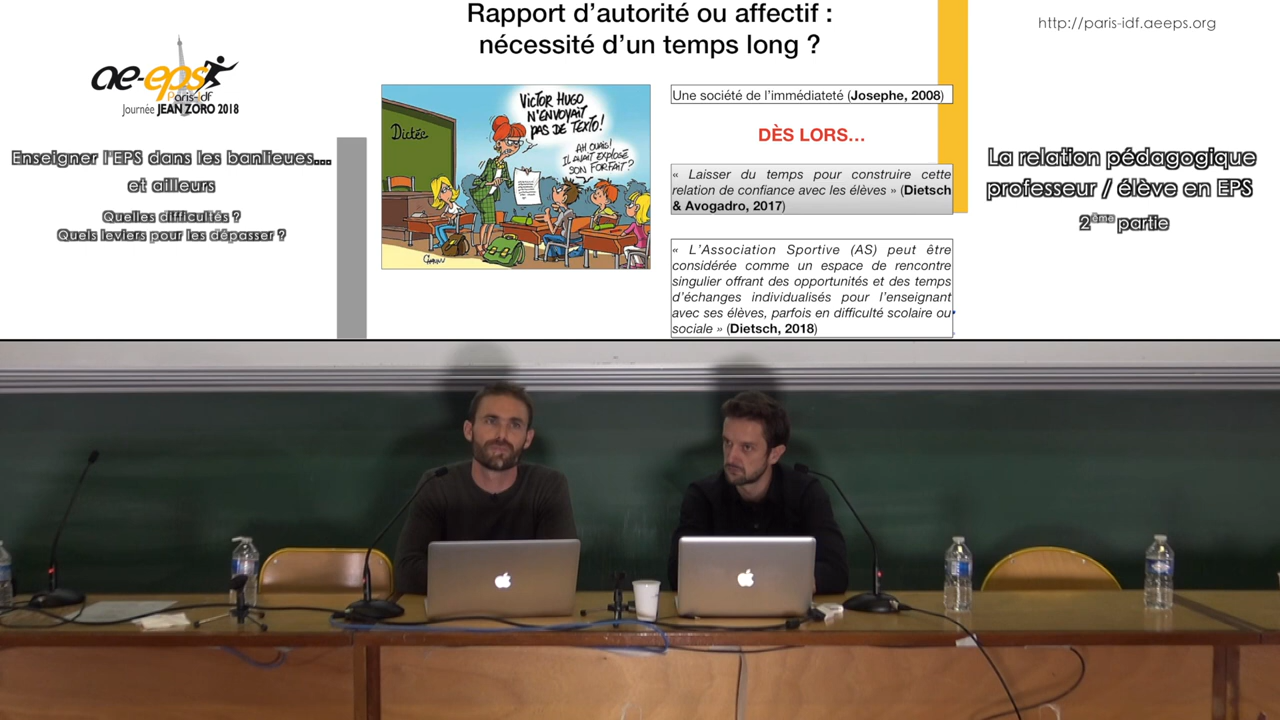 Rapport d'autorité ou affectif :
nécessité d'un temps long ?
http://paris-idf.aeeps.org
ae-eps
Paris-IdF
Journée JEAN ZORO 2018
Enseigner l'EPS dans les banlieues...
et ailleurs
Quelles difficultés ?
Quels leviers pour les dépasser ?
Dictée
VICTOR HUGO
N'ENVOYAIT
PAS DE TEXTO!
AH OUAIS!
IL AVAIT EXPLOSÉ
SON FORFAIT?
Une société de l'immédiateté (Josephe, 2008)
DÈS LORS...
« Laisser du temps pour construire cette
relation de confiance avec les élèves » (Dietsch
& Avogadro, 2017)
« L'Association Sportive (AS) peut être
considérée comme un espace de rencontre
singulier offrant des opportunités et des temps
d'échanges individualisés pour l'enseignant
avec ses élèves, parfois en difficulté scolaire ou
sociale » (Dietsch, 2018)
La relation pédagogique
professeur / élève en EPS
2ème partie